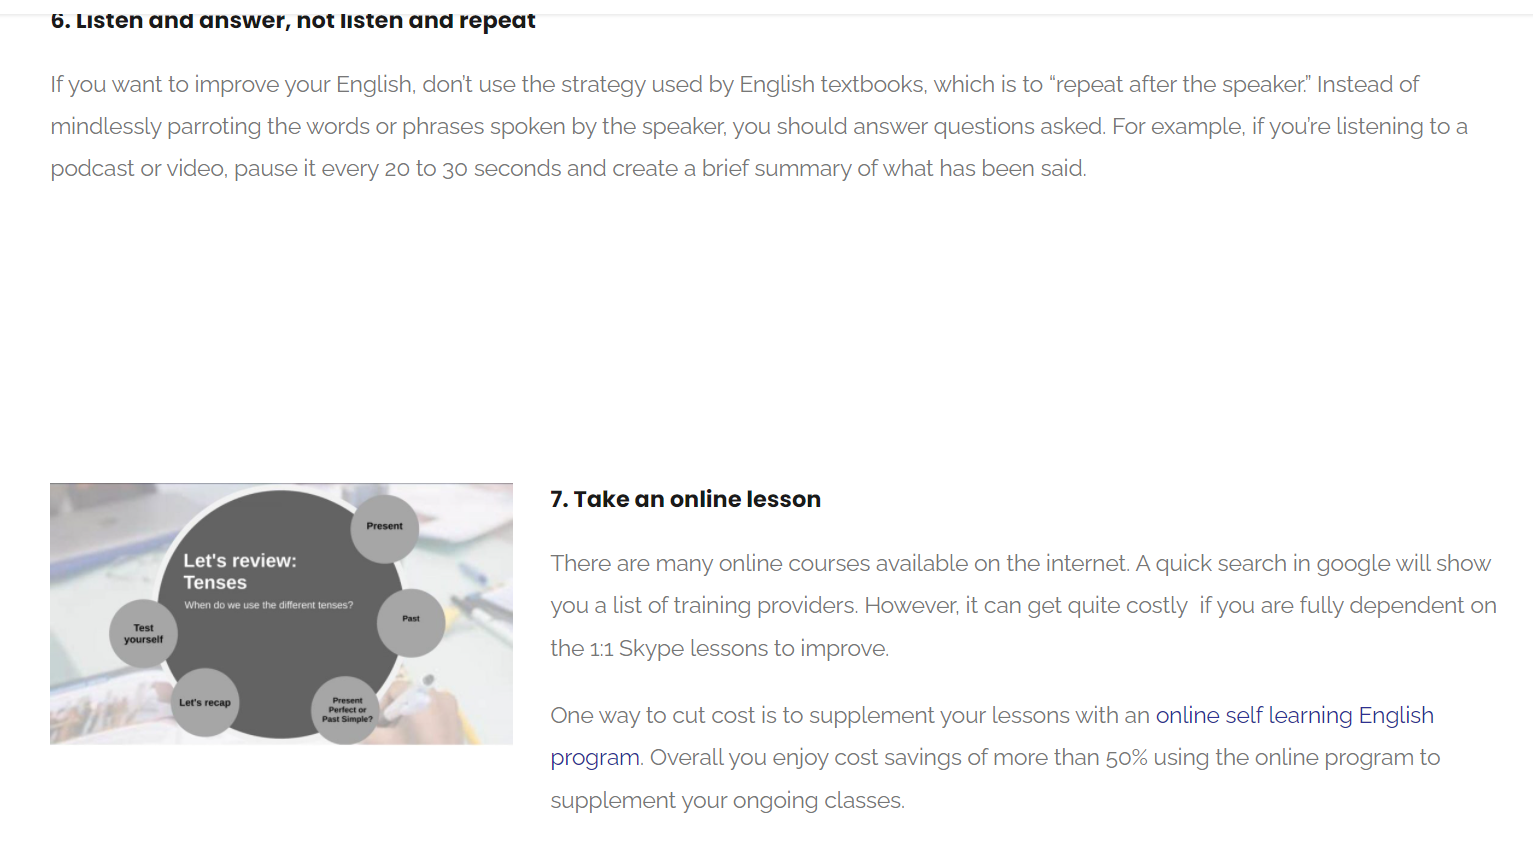 6. Listen and answer, not listen and repeat
If you want to improve your English, don’t use the strategy used by English textbooks, which is to “repeat after the speaker.” Instead of
mindlessly parroting the words or phrases spoken by the speaker, you should answer questions asked. For example, if you’re listening to a
podcast or video, pause it every 20 to 30 seconds and create a brief summary of what has been said.
Let's review:
Tenses
When do we use the different tenses?
Present
Past
Present
Perfect or
Past Simple?
Let's recap
Test
yourself
7. Take an online lesson
There are many online courses available on the internet. A quick search in google will show
you a list of training providers. However, it can get quite costly  if you are fully dependent on
the 1:1 Skype lessons to improve.
One way to cut cost is to supplement your lessons with an online self learning English
program. Overall you enjoy cost savings of more than 50% using the online program to
supplement your ongoing classes.